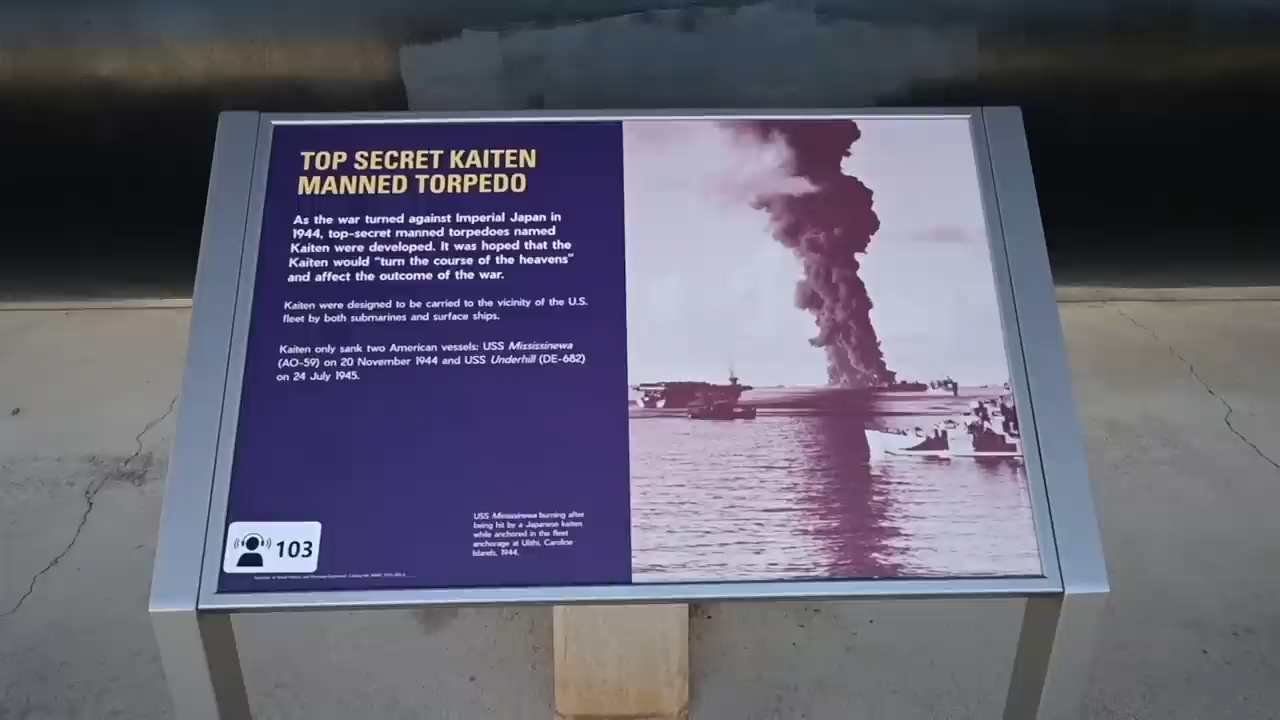 TOP SECRET KAITEN
MANNED TORPEDO
As the war turned against Imperial Japan in
1944, top-secret manned torpedoes named
Kaiten were developed. It was hoped that the
Kaiten would "turn the course of the heavens"
and affect the outcome of the war.
Kaiten were designed to be carried to the vicinity of the U.S.
fleet by both submarines and surface ships.
Kaiten only sank two American vessels: USS Mississinewa
(AO-59) on 20 November 1944 and USS Underhill (DE-682)
on 24 July 1945.
USS Mississinewa burning after
being hit by a Japanese kaiten
while anchored in the fleet
anchorage at Ulithi, Caroline
Islands, 1944.
103